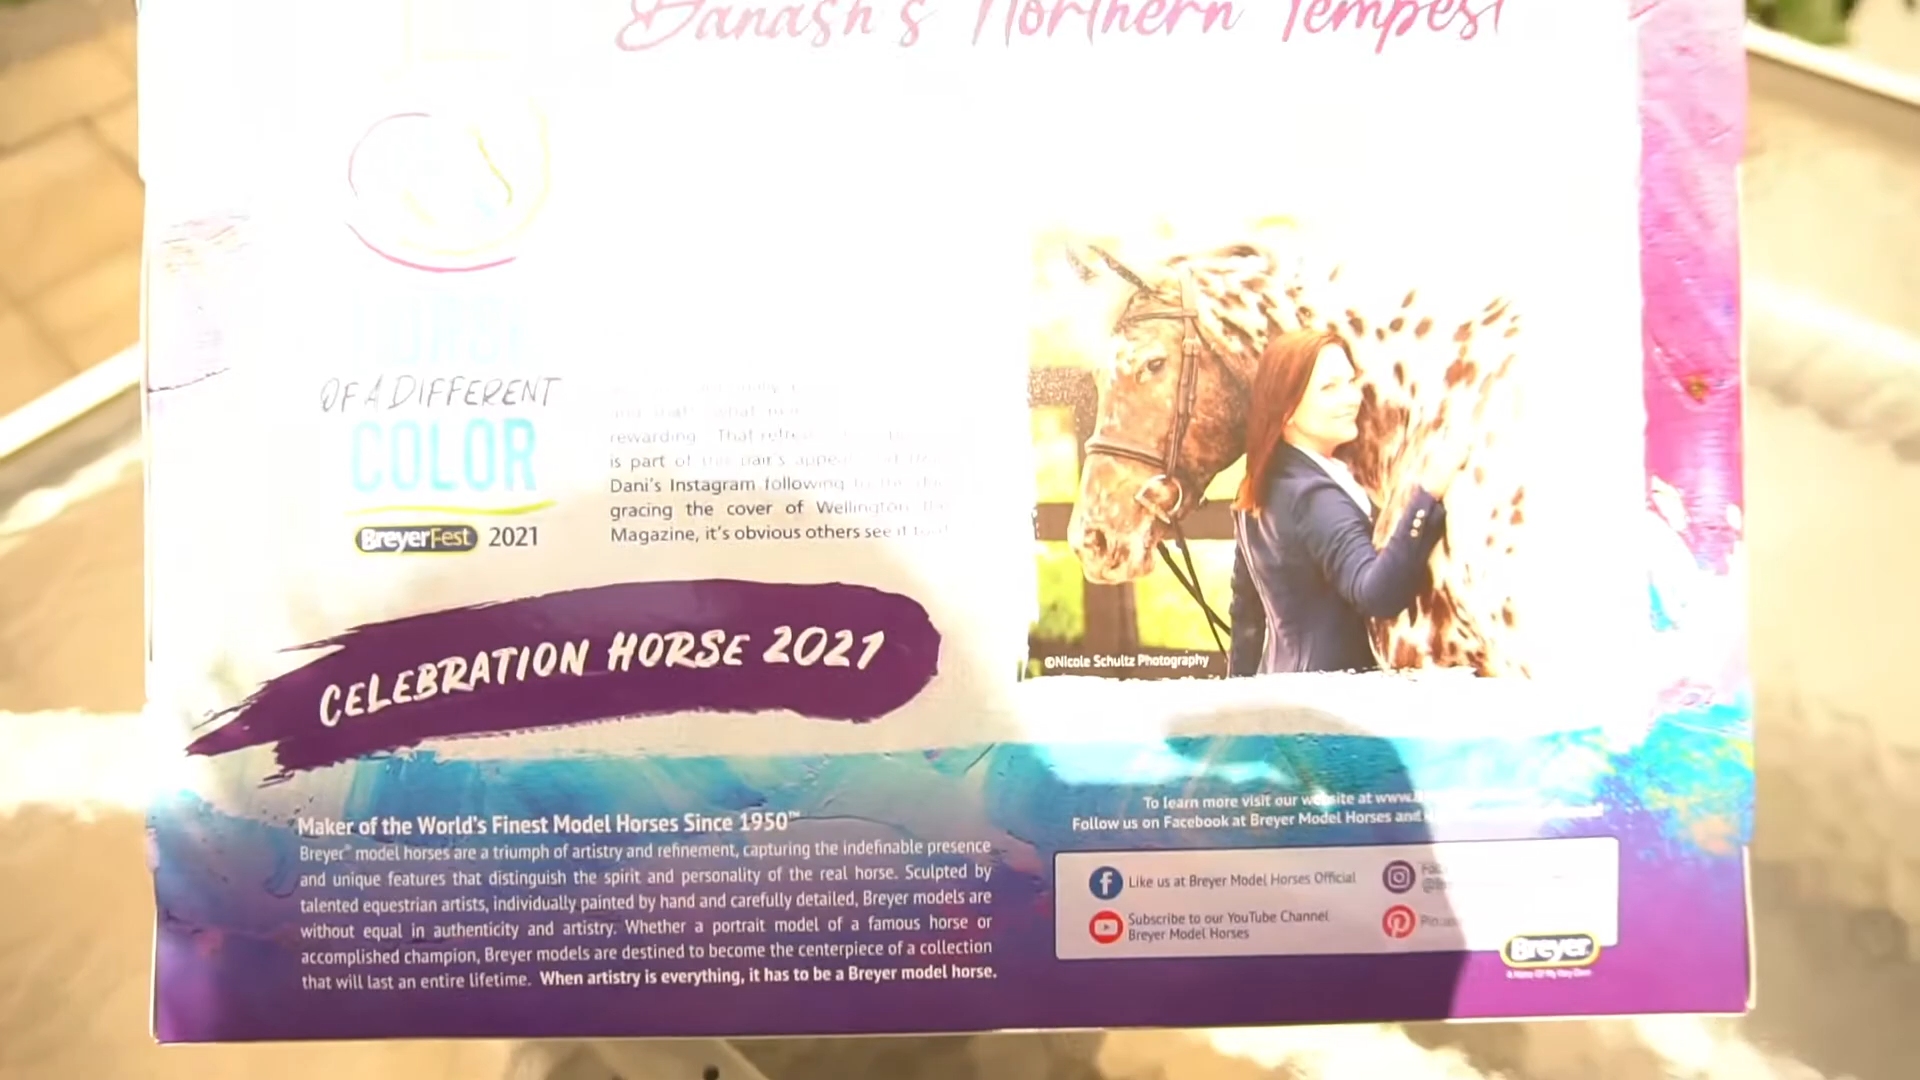 Danash's Northern Tempest
HORSE
OF A DIFFERENT
COLOR
BreyerFest 2021
rewarding. That
is part of this pair's
Dani's Instagram following
gracing the cover of Wellington the
Magazine, it's obvious others see it
CELEBRATION HORSE 2021
©Nicole Schultz Photography
Maker of the World's Finest Model Horses Since 1950™
Breyer® model horses are a triumph of artistry and refinement, capturing the indefinable presence
and unique features that distinguish the spirit and personality of the real horse. Sculpted by
talented equestrian artists, individually painted by hand and carefully detailed, Breyer models are
without equal in authenticity and artistry. Whether a portrait model of a famous horse or
accomplished champion, Breyer models are destined to become the centerpiece of a collection
that will last an entire lifetime. When artistry is everything, it has to be a Breyer model horse.
To learn more visit our website at www.
Follow us on Facebook at Breyer Model Horses and
Like us at Breyer Model Horses Official
Subscribe to our YouTube Channel
Breyer Model Horses
Breyer